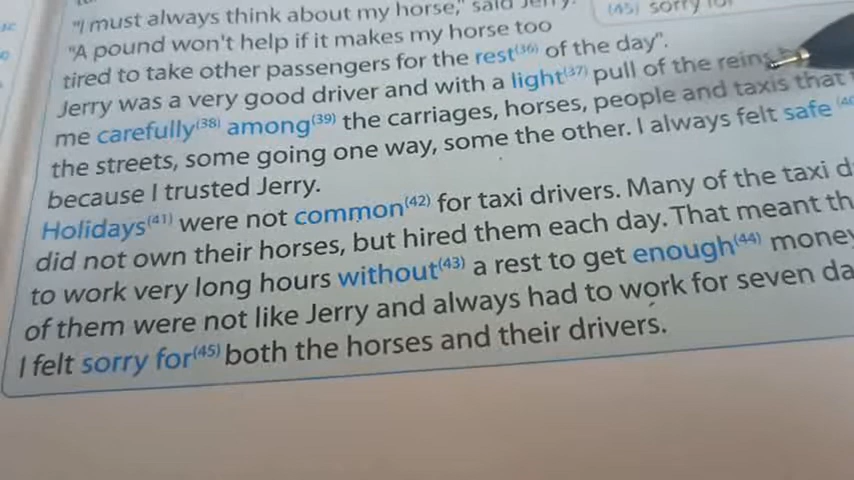 "I must always think about my horse," said Jerry.
(45) sorry for
"A pound won't help if it makes my horse too
tired to take other passengers for the rest(36) of the day".
Jerry was a very good driver and with a light(37) pull of the reins
me carefully(38) among(39) the carriages, horses, people and taxis that
the streets, some going one way, some the other. I always felt safe
because I trusted Jerry.
Holidays(41) were not common(42) for taxi drivers. Many of the taxi
did not own their horses, but hired them each day. That meant
to work very long hours without(43) a rest to get enough(44) money
of them were not like Jerry and always had to work for seven
I felt sorry for(45) both the horses and their drivers.